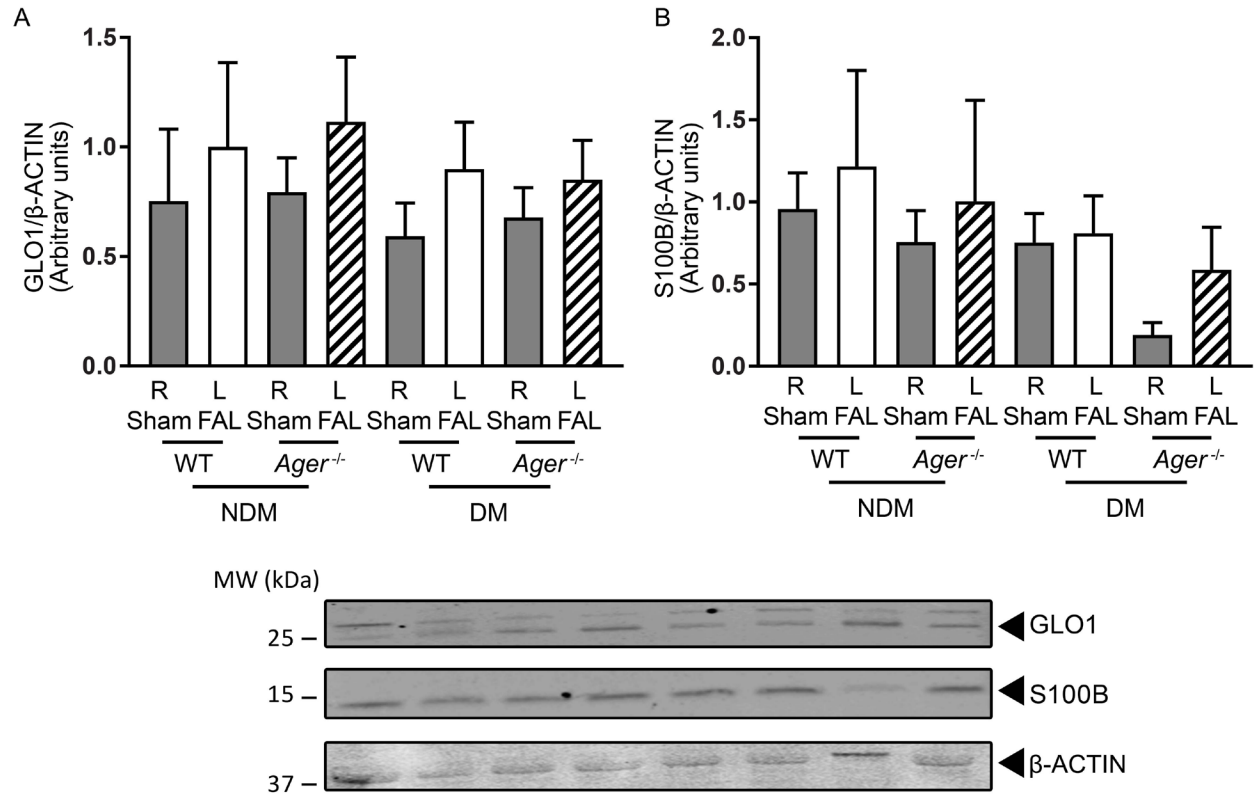 A
GLO1/β-ACTIN
(Arbitrary units)
1.5
1.0
0.5
0.0
R L R L R L R L
Sham FAL Sham FAL Sham FAL Sham FAL
WT Ager -/- WT Ager -/-
NDM DM
B
S100B/β-ACTIN
(Arbitrary units)
2.0
1.5
1.0
0.5
0.0
R L R L R L R L
Sham FAL Sham FAL Sham FAL Sham FAL
WT Ager -/- WT Ager -/-
NDM DM
MW (kDa)
25
GLO1
15
S100B
37
β-ACTIN